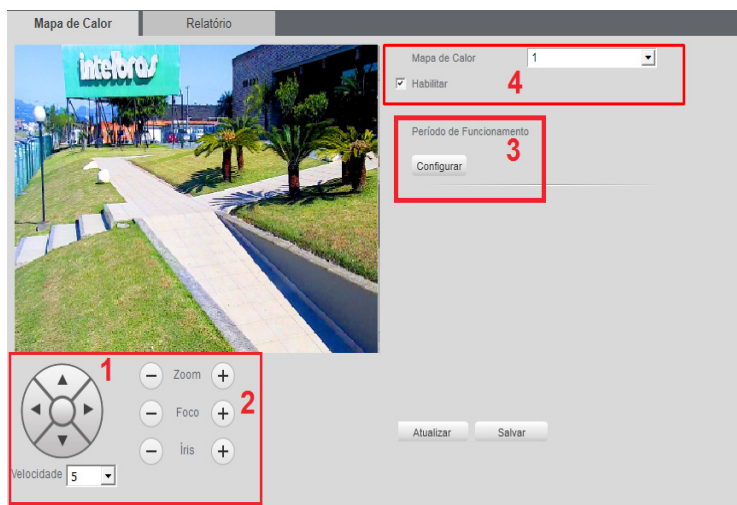 Mapa de Calor
Relatório
intelbras
Mapa de Calor
1
Habilitar
4
Período de Funcionamento
3
Configurar
1
Zoom
Foco
2
Íris
Velocidade
5
Atualizar
Salvar